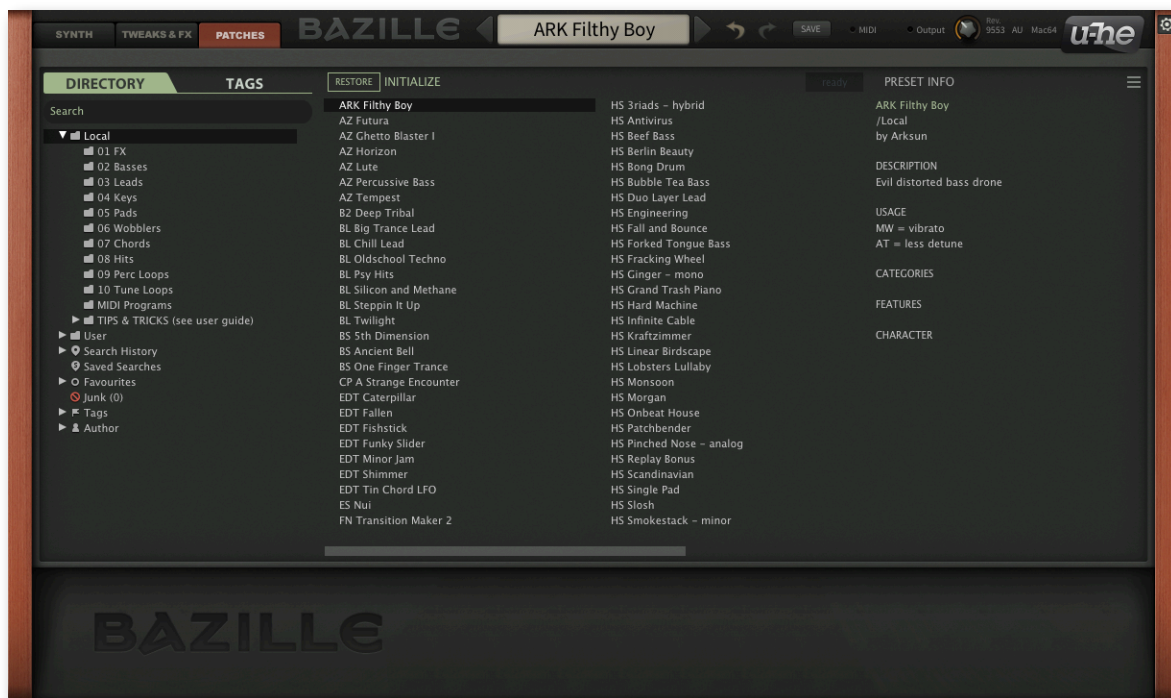 SYNTH TWEAKS & FX PATCHES BAZILLE ARK Filthy Boy SAVE MIDI Output Rev. 9553 AU Mac64 u-he
DIRECTORY TAGS
Search
Local
01 FX
02 Basses
03 Leads
04 Keys
05 Pads
06 Wobblers
07 Chords
08 Hits
09 Perc Loops
10 Tune Loops
MIDI Programs
TIPS & TRICKS (see user guide)
User
Search History
Saved Searches
Favourites
Junk (0)
Tags
Author
RESTORE INITIALIZE ready
ARK Filthy Boy
AZ Futura
AZ Ghetto Blaster I
AZ Horizon
AZ Lute
AZ Percussive Bass
AZ Tempest
B2 Deep Tribal
BL Big Trance Lead
BL Chill Lead
BL Oldschool Techno
BL Psy Hits
BL Silicon and Methane
BL Steppin It Up
BL Twilight
BS 5th Dimension
BS Ancient Bell
BS One Finger Trance
CP A Strange Encounter
EDT Caterpillar
EDT Fallen
EDT Fishstick
EDT Funky Slider
EDT Minor Jam
EDT Shimmer
EDT Tin Chord LFO
ES Nui
FN Transition Maker 2
HS 3riads - hybrid
HS Antivirus
HS Beef Bass
HS Berlin Beauty
HS Bong Drum
HS Bubble Tea Bass
HS Duo Layer Lead
HS Engineering
HS Fall and Bounce
HS Forked Tongue Bass
HS Fracking Wheel
HS Ginger - mono
HS Grand Trash Piano
HS Hard Machine
HS Infinite Cable
HS Kraftzimmer
HS Linear Birdscape
HS Lobsters Lullaby
HS Monsoon
HS Morgan
HS Onbeat House
HS Patchbender
HS Pinched Nose - analog
HS Replay Bonus
HS Scandinavian
HS Single Pad
HS Slosh
HS Smokestack - minor
PRESET INFO
ARK Filthy Boy
/Local
by Arksun
DESCRIPTION
Evil distorted bass drone
USAGE
MW = vibrato
AT = less detune
CATEGORIES
FEATURES
CHARACTER
BAZILLE